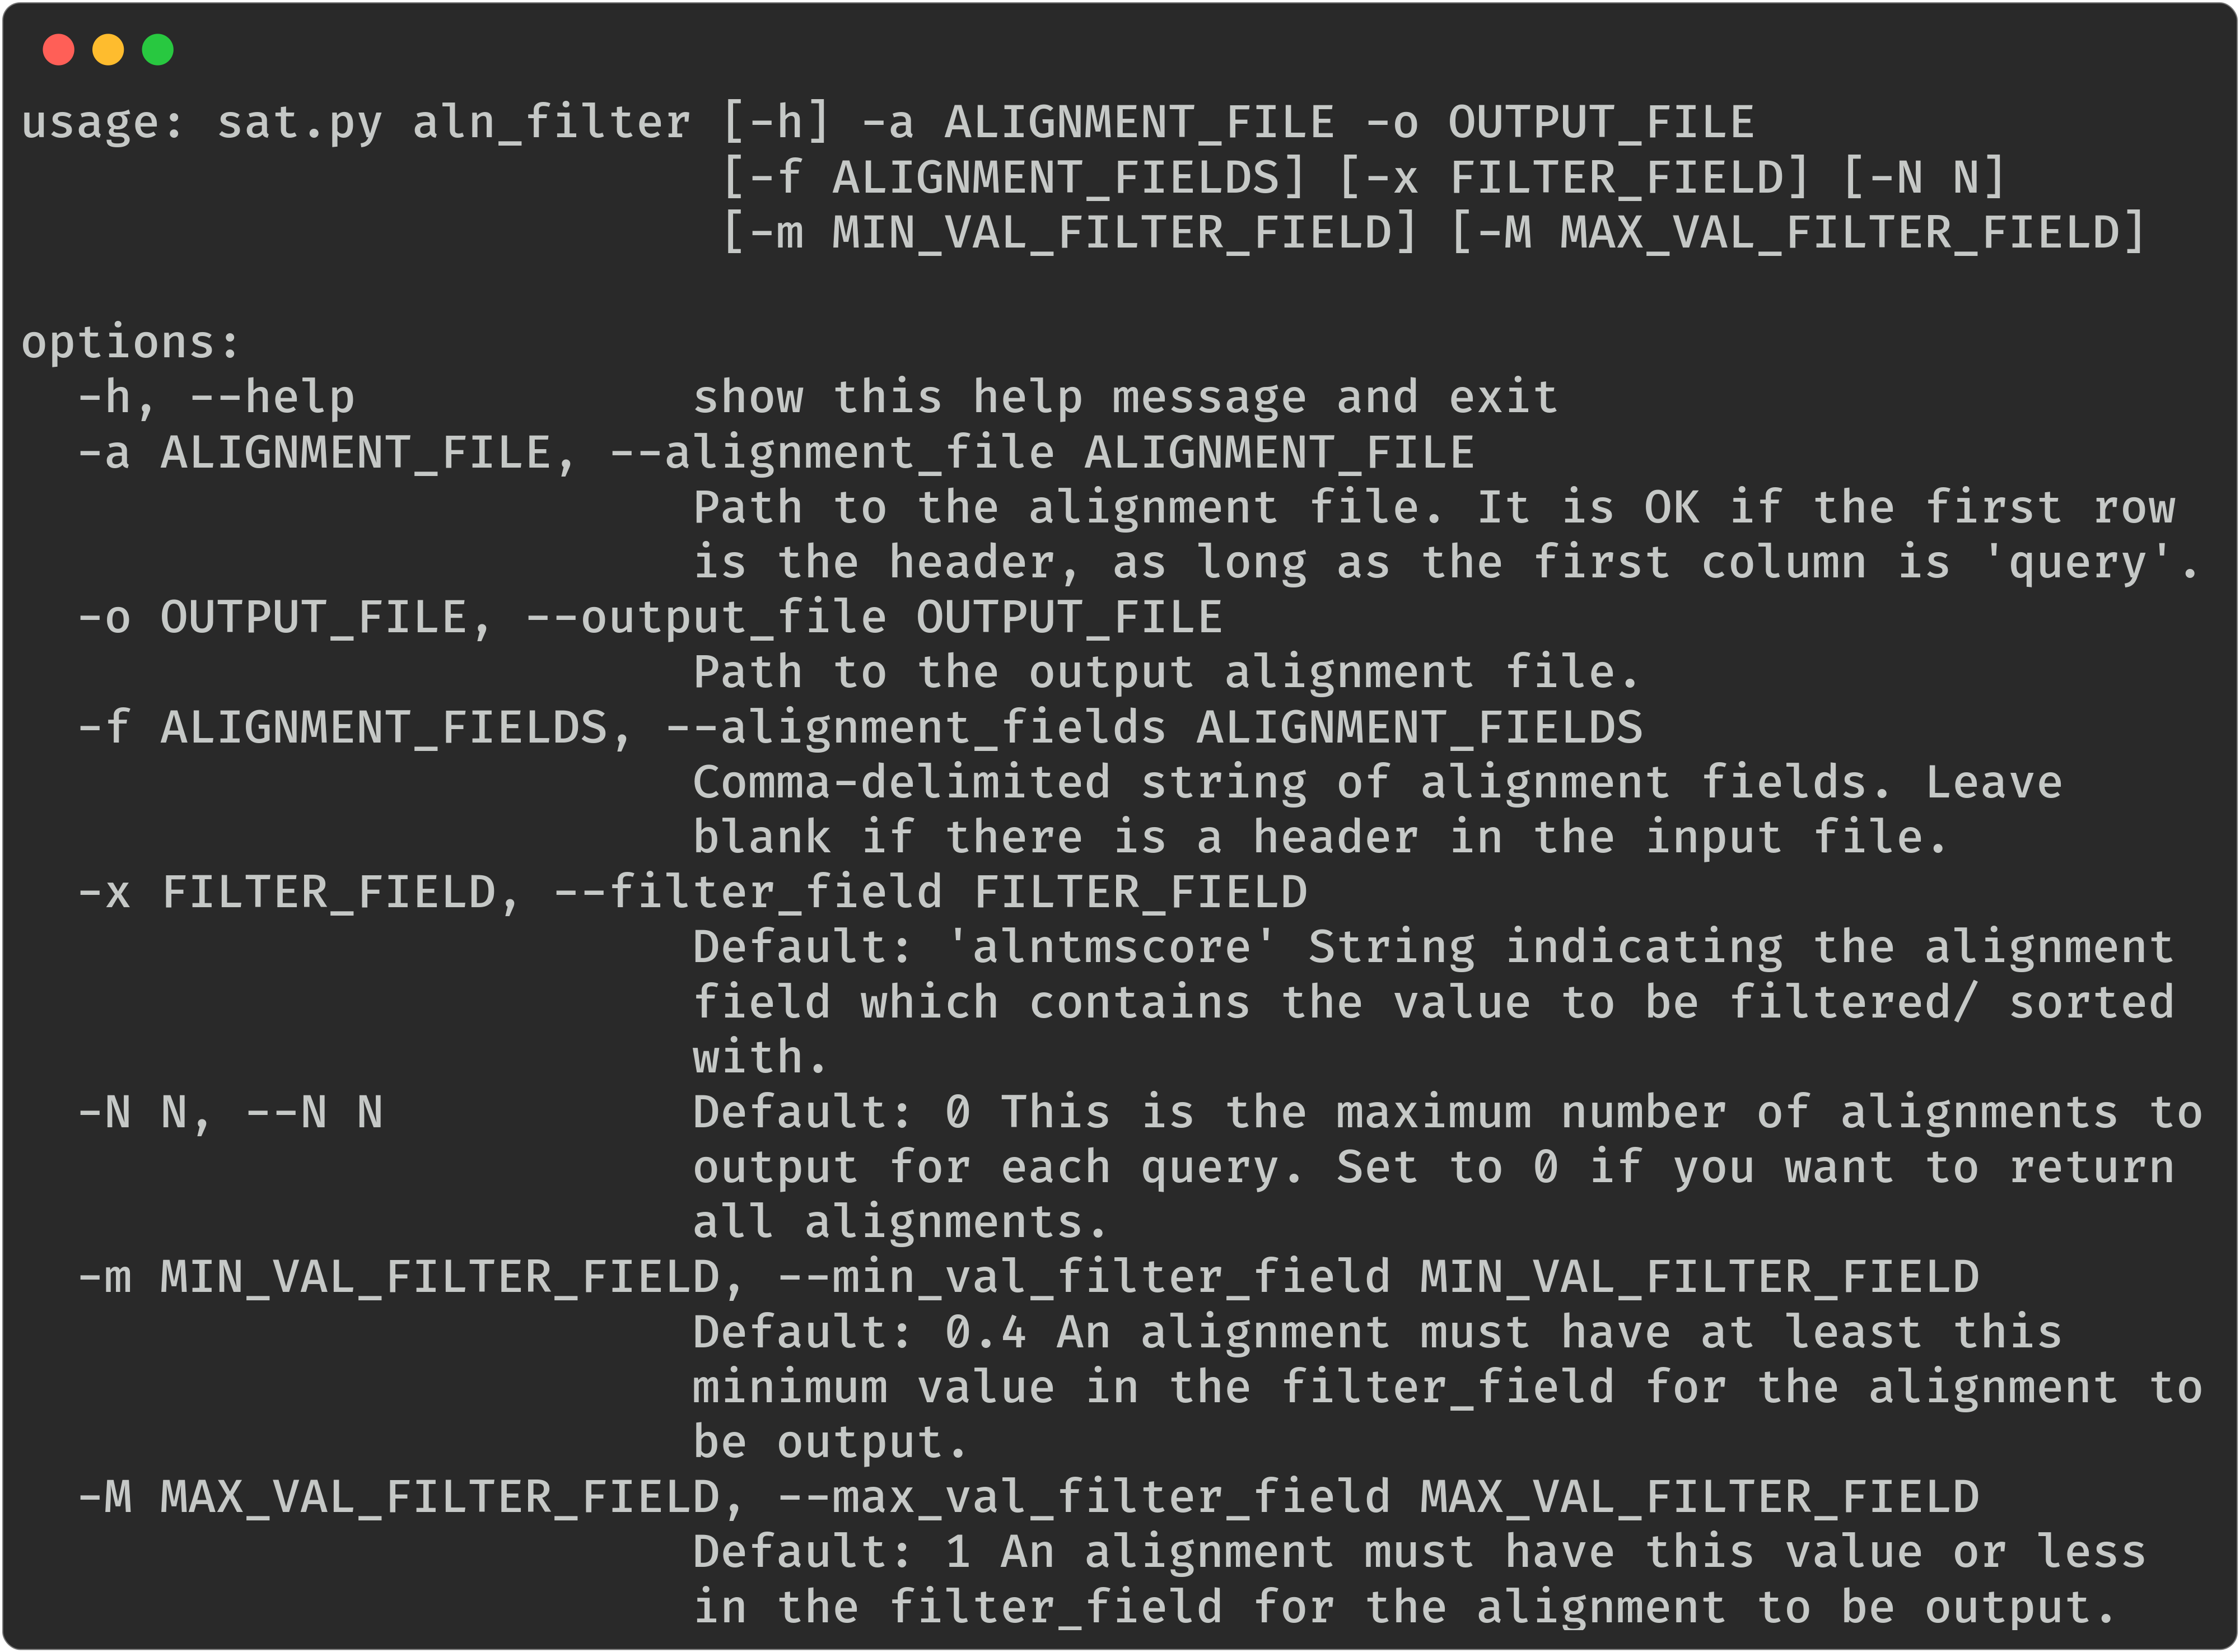 usage: sat.py aln_filter [-h] -a ALIGNMENT_FILE -o OUTPUT_FILE
                         [-f ALIGNMENT_FIELDS] [-x FILTER_FIELD] [-N N]
                         [-m MIN_VAL_FILTER_FIELD] [-M MAX_VAL_FILTER_FIELD]

options:
  -h, --help            show this help message and exit
  -a ALIGNMENT_FILE, --alignment_file ALIGNMENT_FILE
                        Path to the alignment file. It is OK if the first row
                        is the header, as long as the first column is 'query'.
  -o OUTPUT_FILE, --output_file OUTPUT_FILE
                        Path to the output alignment file.
  -f ALIGNMENT_FIELDS, --alignment_fields ALIGNMENT_FIELDS
                        Comma-delimited string of alignment fields. Leave
                        blank if there is a header in the input file.
  -x FILTER_FIELD, --filter_field FILTER_FIELD
                        Default: 'alntmscore' String indicating the alignment
                        field which contains the value to be filtered/ sorted
                        with.
  -N N, --N N           Default: 0 This is the maximum number of alignments to
                        output for each query. Set to 0 if you want to return
                        all alignments.
  -m MIN_VAL_FILTER_FIELD, --min_val_filter_field MIN_VAL_FILTER_FIELD
                        Default: 0.4 An alignment must have at least this
                        minimum value in the filter_field for the alignment to
                        be output.
  -M MAX_VAL_FILTER_FIELD, --max_val_filter_field MAX_VAL_FILTER_FIELD
                        Default: 1 An alignment must have this value or less
                        in the filter_field for the alignment to be output.